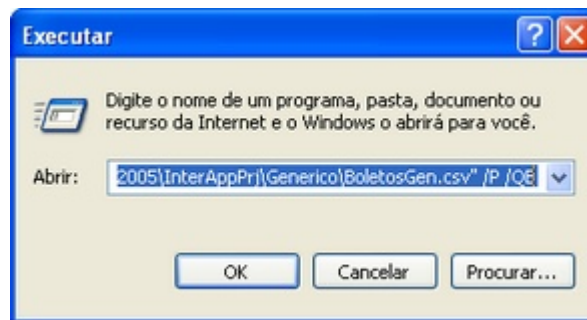 Executar
Digite o nome de um programa, pasta, documento ou
recurso da Internet e o Windows o abrirá para você.
Abrir: 2005\InterAppPrj\Generico\BoletosGen.csv" /P /QB
OK Cancelar Procurar...